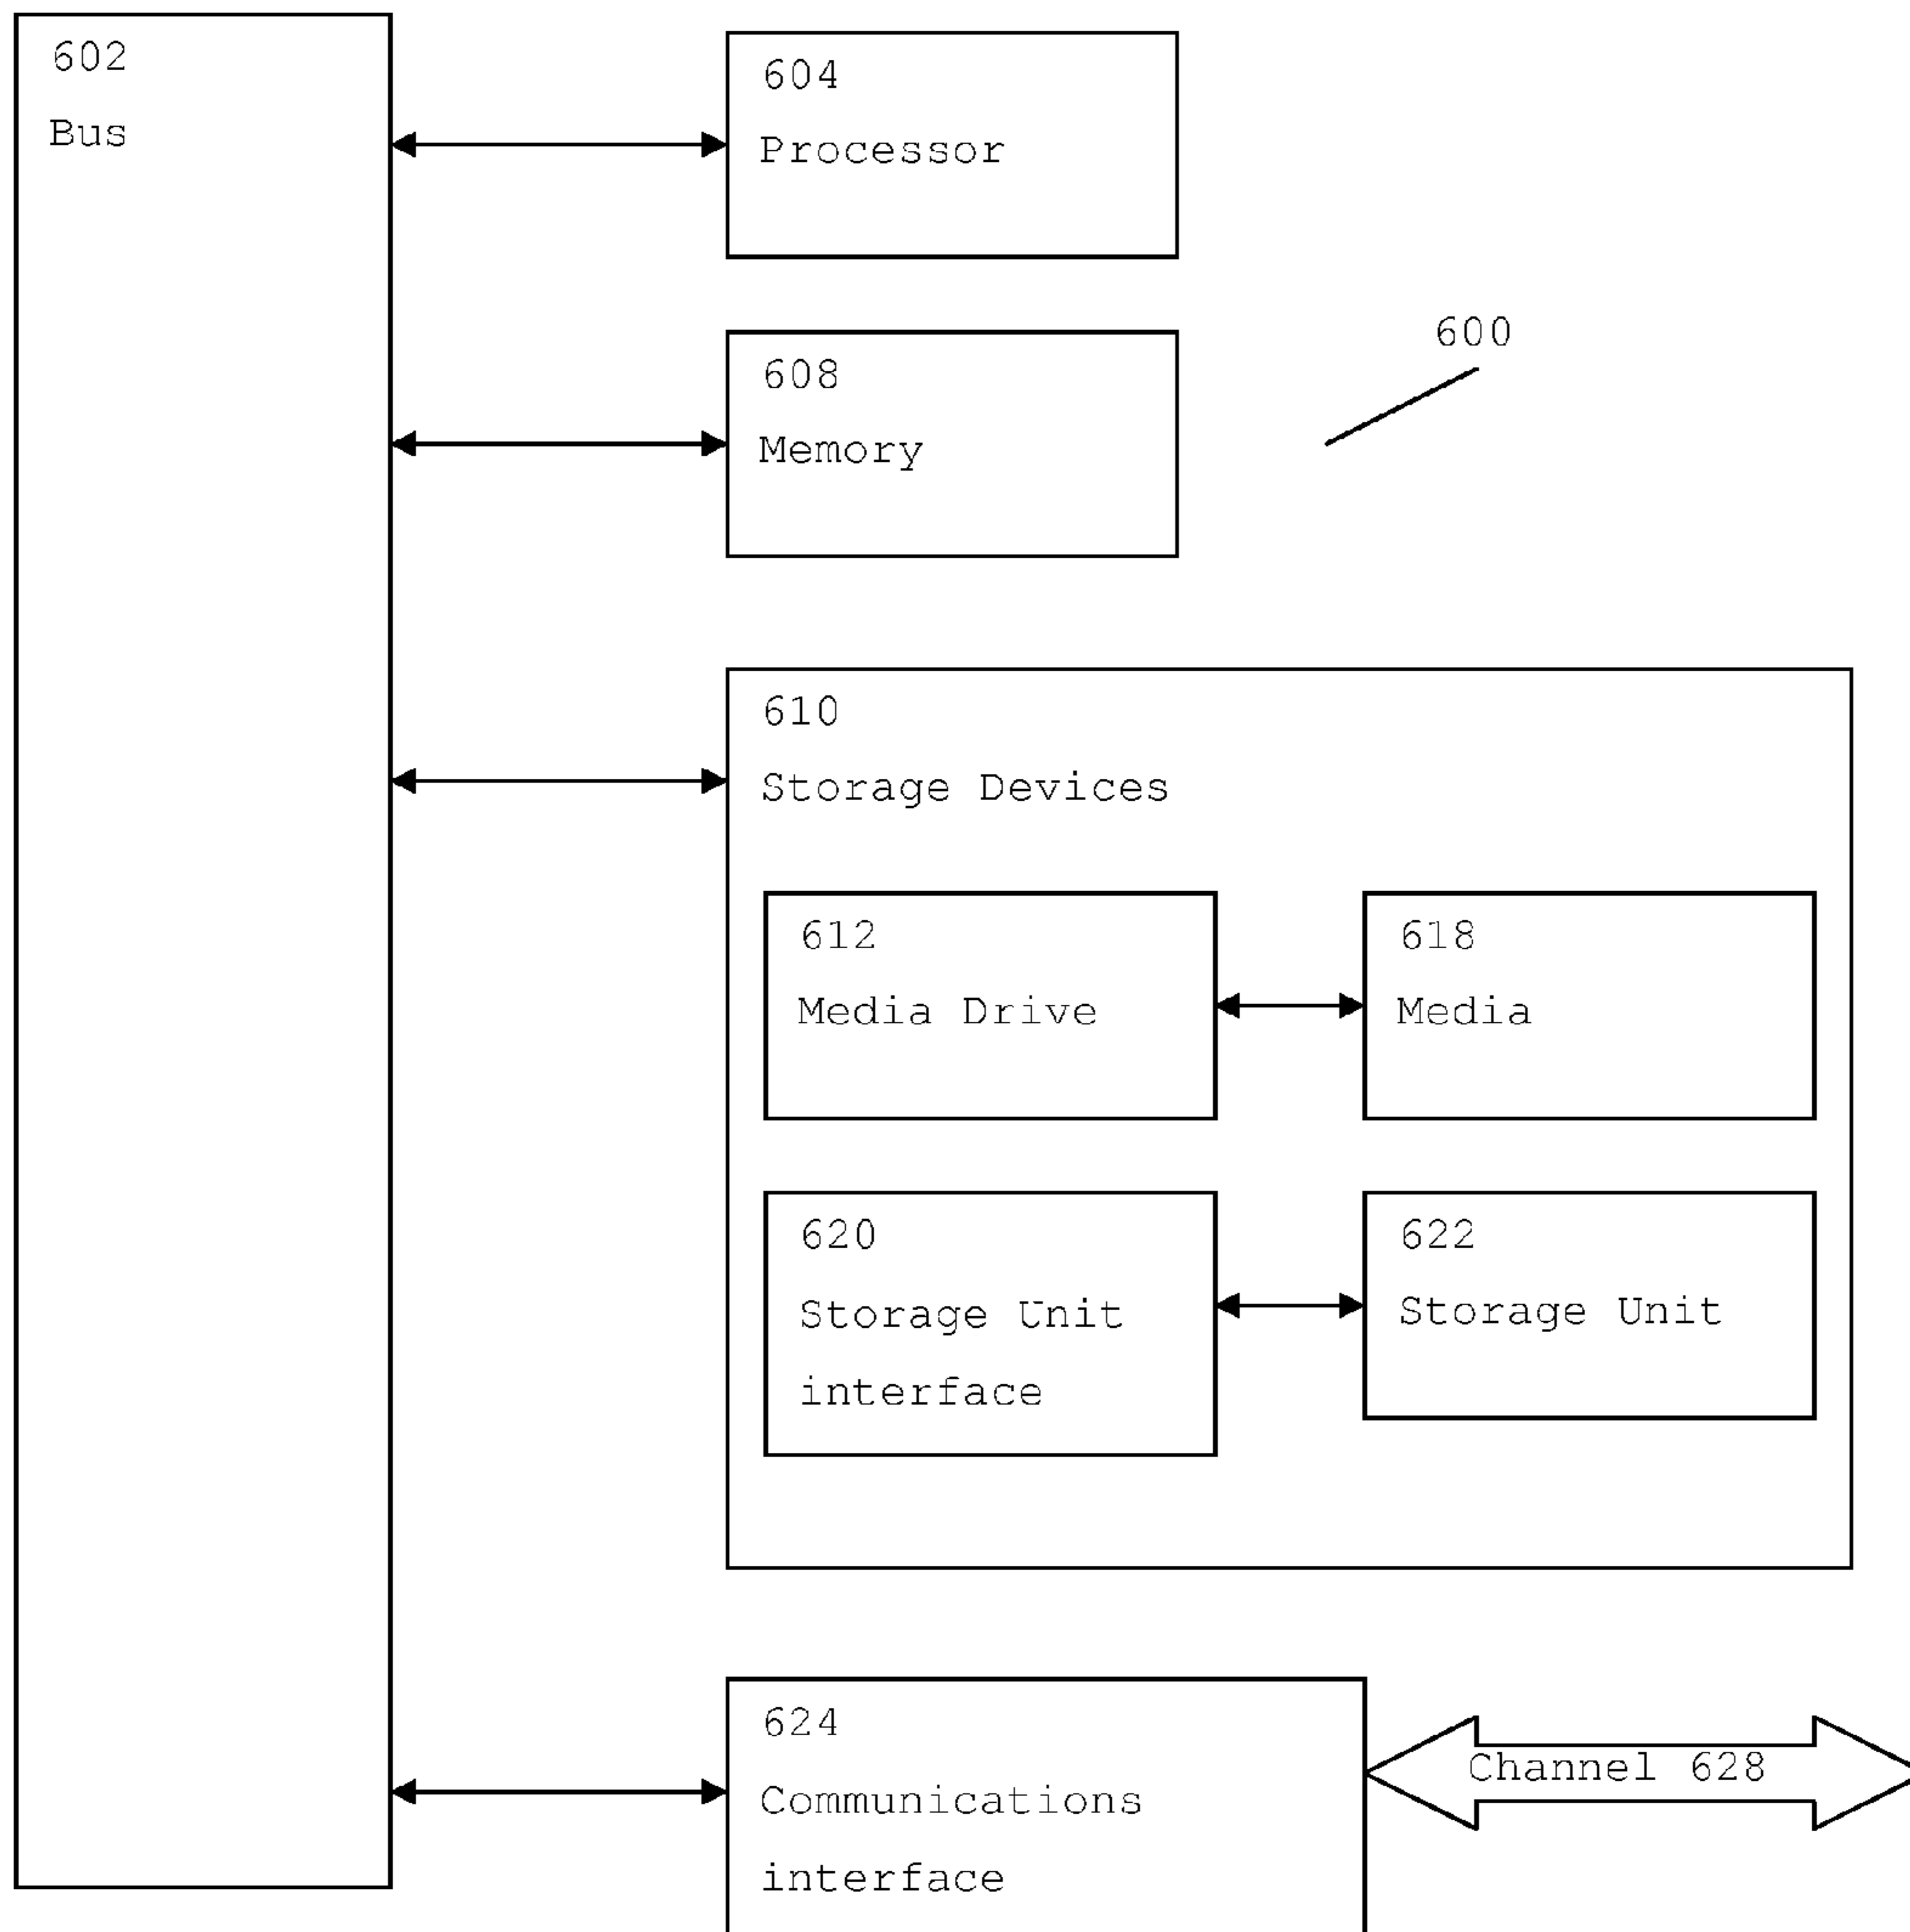 602
Bus
604
Processor
600
608
Memory
610
Storage Devices
612
Media Drive
618
Media
620
Storage Unit
interface
622
Storage Unit
624
Communications
interface
Channel 628